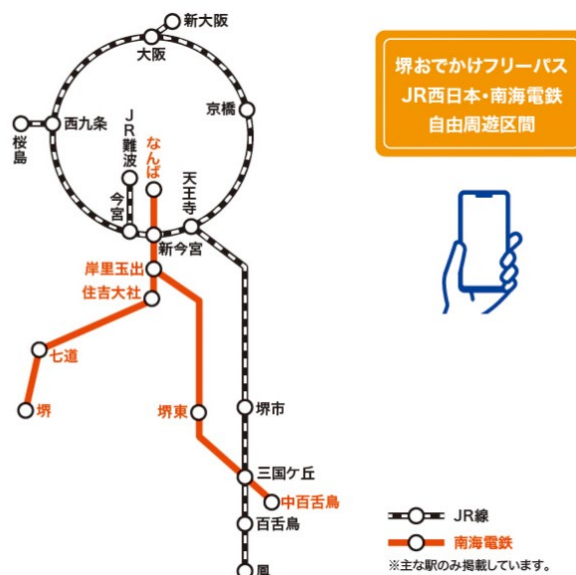 新大阪
大阪
堺おでかけフリーパス
JR西日本・南海電鉄
自由周遊区間
京橋
西九条
桜島
JR難波
なんば
天王寺
今宮
新今宮
岸里玉出
住吉大社
七道
堺
堺東
堺市
三国ケ丘
中百舌鳥
百舌鳥
鳳
JR線
南海電鉄
※主な駅のみ掲載しています。